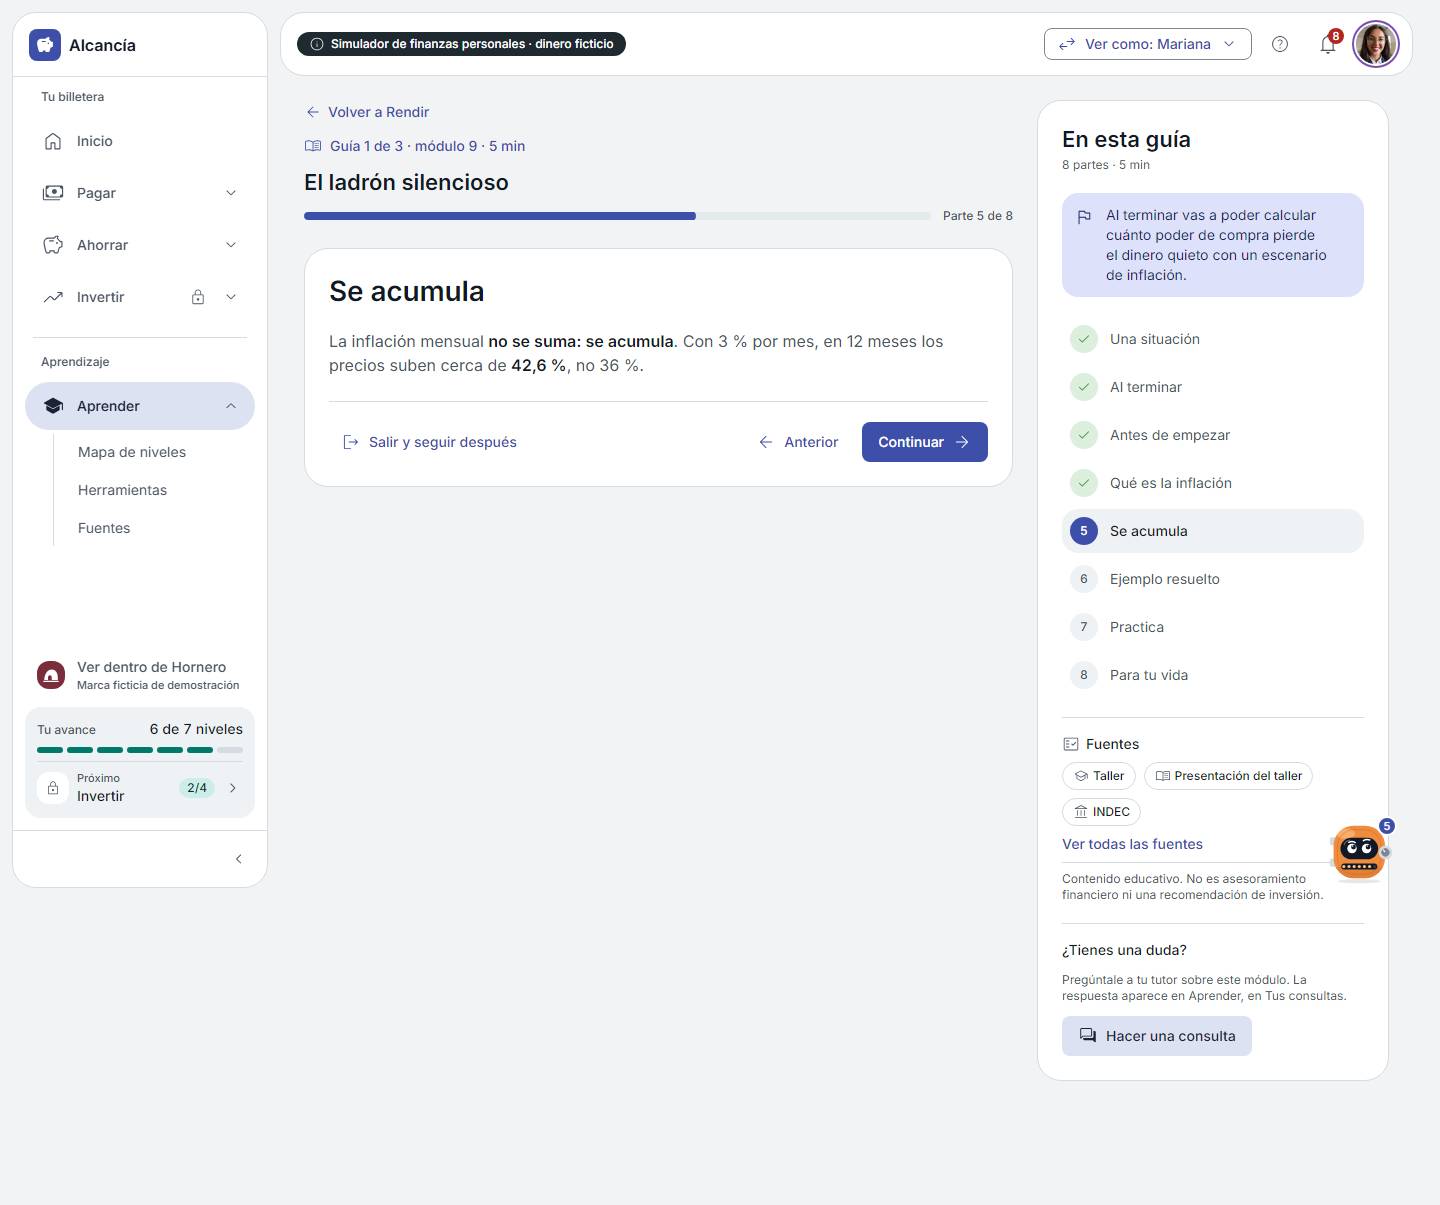 Alcancía
Tu billetera
Inicio
Pagar
Ahorrar
Invertir
Aprendizaje
Aprender
Mapa de niveles
Herramientas
Fuentes
Ver dentro de Hornero
Marca ficticia de demostración
Tu avance 6 de 7 niveles
Próximo
Invertir
2/4
Simulador de finanzas personales · dinero ficticio
Ver como: Mariana
8
Volver a Rendir
Guía 1 de 3 · módulo 9 · 5 min
El ladrón silencioso
Parte 5 de 8
Se acumula
La inflación mensual no se suma: se acumula. Con 3 % por mes, en 12 meses los
precios suben cerca de 42,6 %, no 36 %.
Salir y seguir después
Anterior
Continuar
En esta guía
8 partes · 5 min
Al terminar vas a poder calcular
cuánto poder de compra pierde
el dinero quieto con un escenario
de inflación.
Una situación
Al terminar
Antes de empezar
Qué es la inflación
5 Se acumula
6 Ejemplo resuelto
7 Practica
8 Para tu vida
Fuentes
Taller
Presentación del taller
INDEC
Ver todas las fuentes
5
Contenido educativo. No es asesoramiento
financiero ni una recomendación de inversión.
¿Tienes una duda?
Pregúntale a tu tutor sobre este módulo. La
respuesta aparece en Aprender, en Tus consultas.
Hacer una consulta